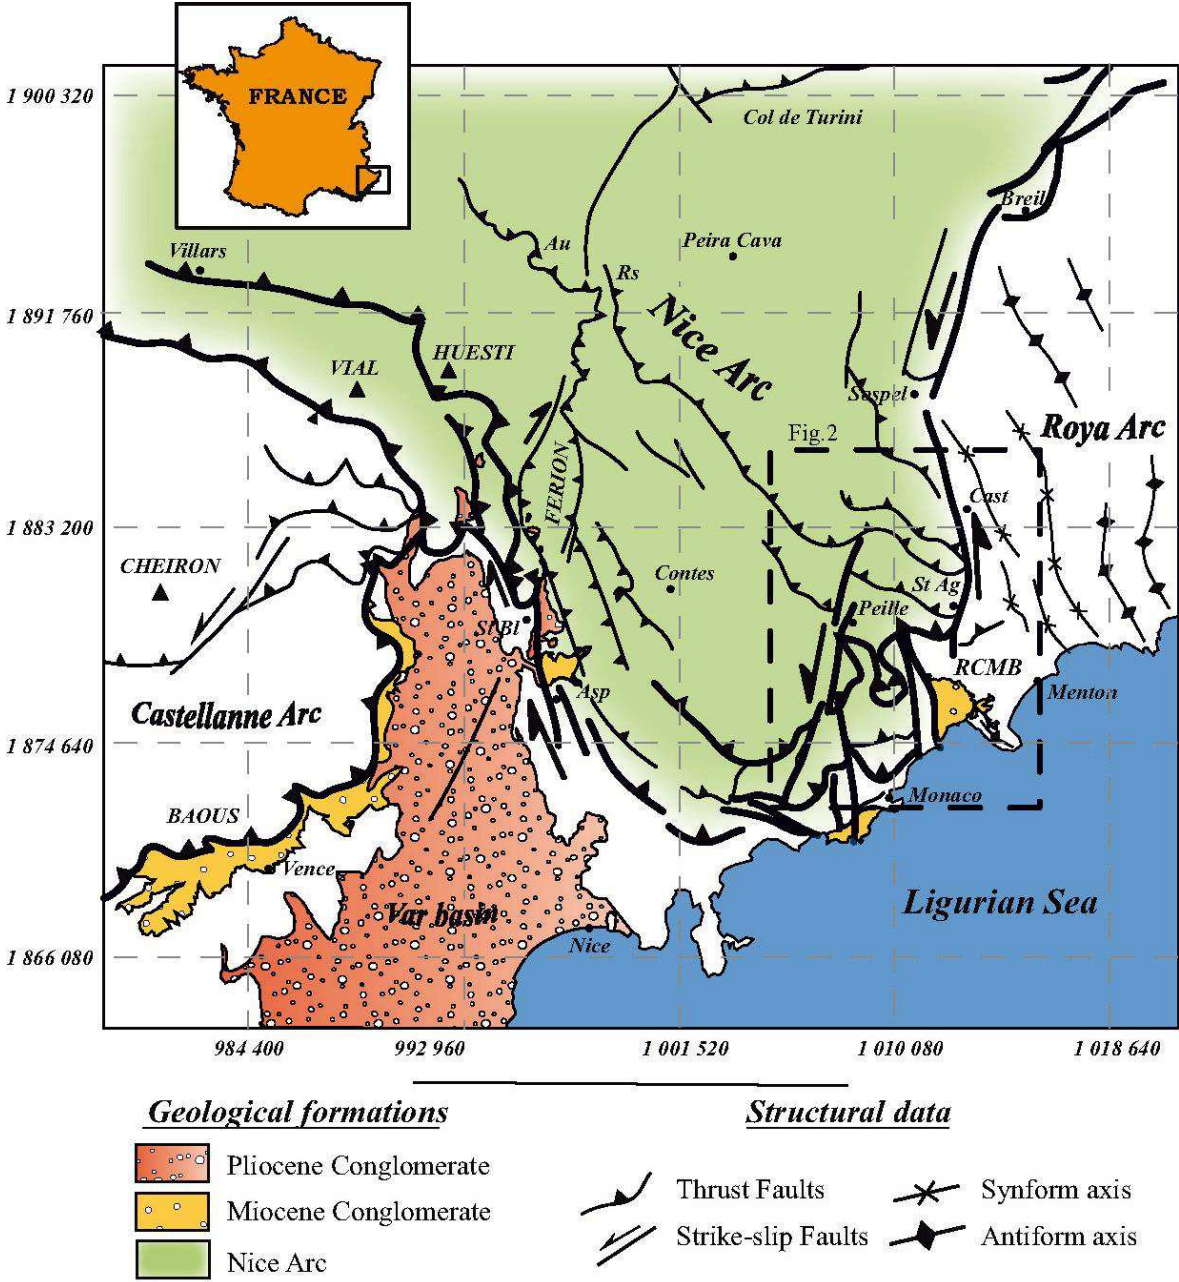 FRANCE
1 900 320
Col de Turini
Breil
Villars
Au
Peira Cava
Rs
1 891 760
Nice Arc
HUESTI
VIAL
Sospel
Roya Arc
Fig.2
FERION
Cast
1 883 200
CHEIRON
Contes
St Ag
Peille
St Bl
RCMB
Asp
Menton
Castellanne Arc
1 874 640
Monaco
BAOUS
Vence
Var basin
Ligurian Sea
Nice
1 866 080
984 400
992 960
1 001 520
1 010 080
1 018 640
Geological formations
Structural data
Pliocene Conglomerate
Miocene Conglomerate
Nice Arc
Thrust Faults
Synform axis
Strike-slip Faults
Antiform axis